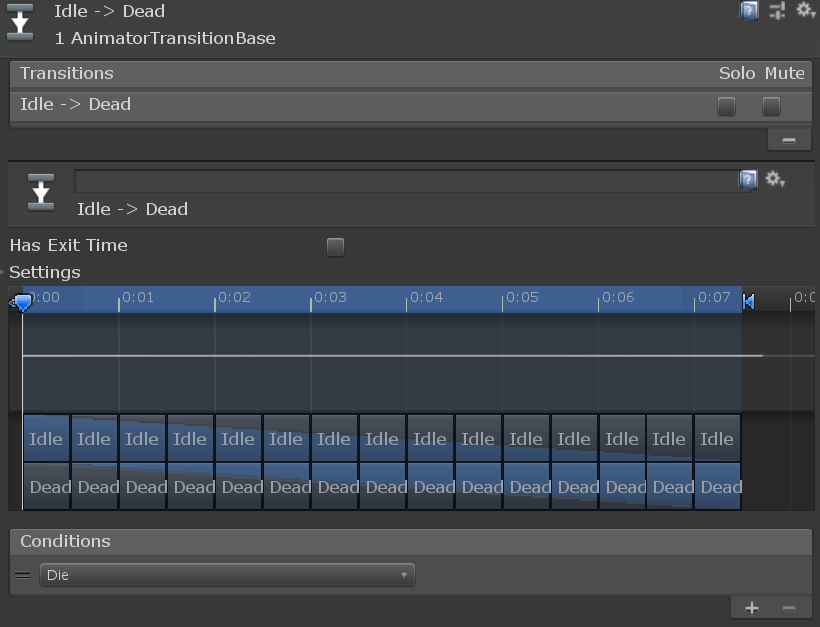 Idle -> Dead
1 AnimatorTransitionBase
Transitions Solo Mute
Idle -> Dead
Idle -> Dead
Has Exit Time
Settings
0:00 0:01 0:02 0:03 0:04 0:05 0:06 0:07
Idle Idle Idle Idle Idle Idle Idle Idle Idle Idle Idle Idle Idle Idle Idle
Dead Dead Dead Dead Dead Dead Dead Dead Dead Dead Dead Dead Dead Dead Dead
Conditions
Die